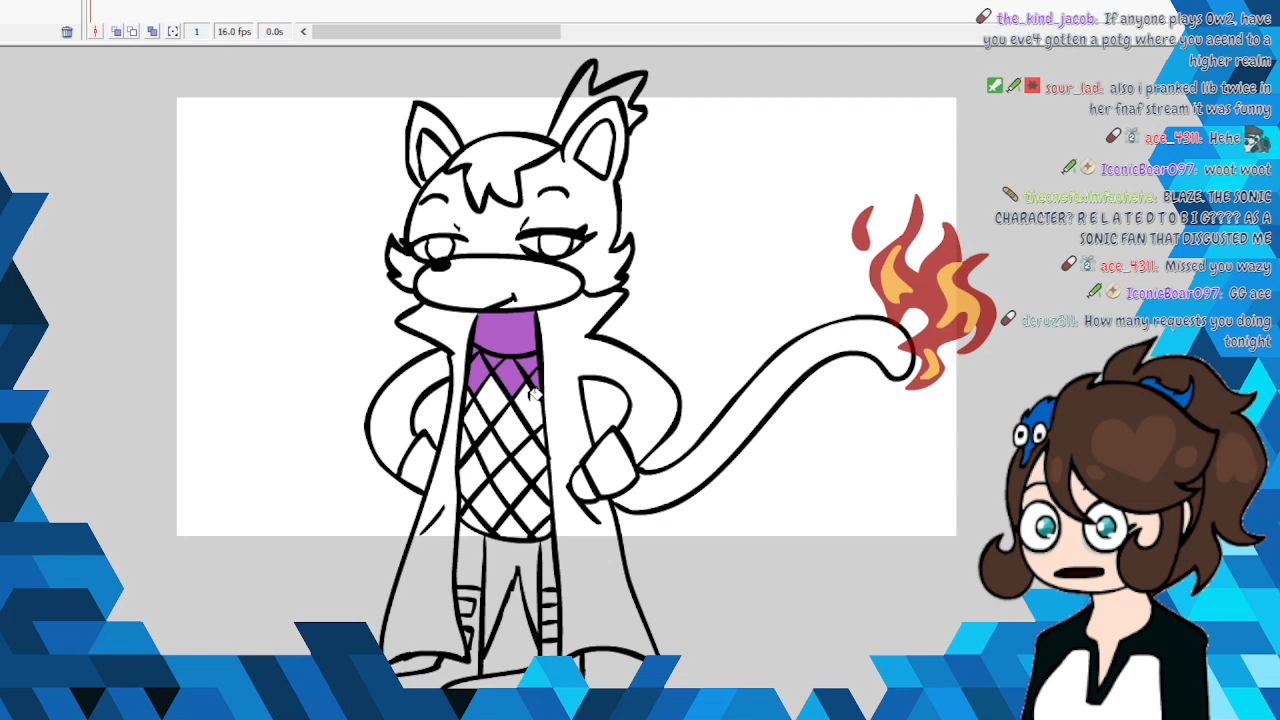 1
16.0 fps
0.0s
the_kind_jacob: If anyone plays Ow2, have
you eve4 gotten a potg where you acend to a
higher realm
sour_lad: also i pranked lib twice in
her fnaf stream it was funny
ace_4311: Hehe
IconicBoar097: woot woot
BLAZE. THE SONIC
CHARACTER? R E L A T E D T O B I G???? AS A
SONIC FAN THAT DISGUSTED ME
ace_4311: Missed you wazy
IconicBoar097: GG ace
How many requests you doing
tonight